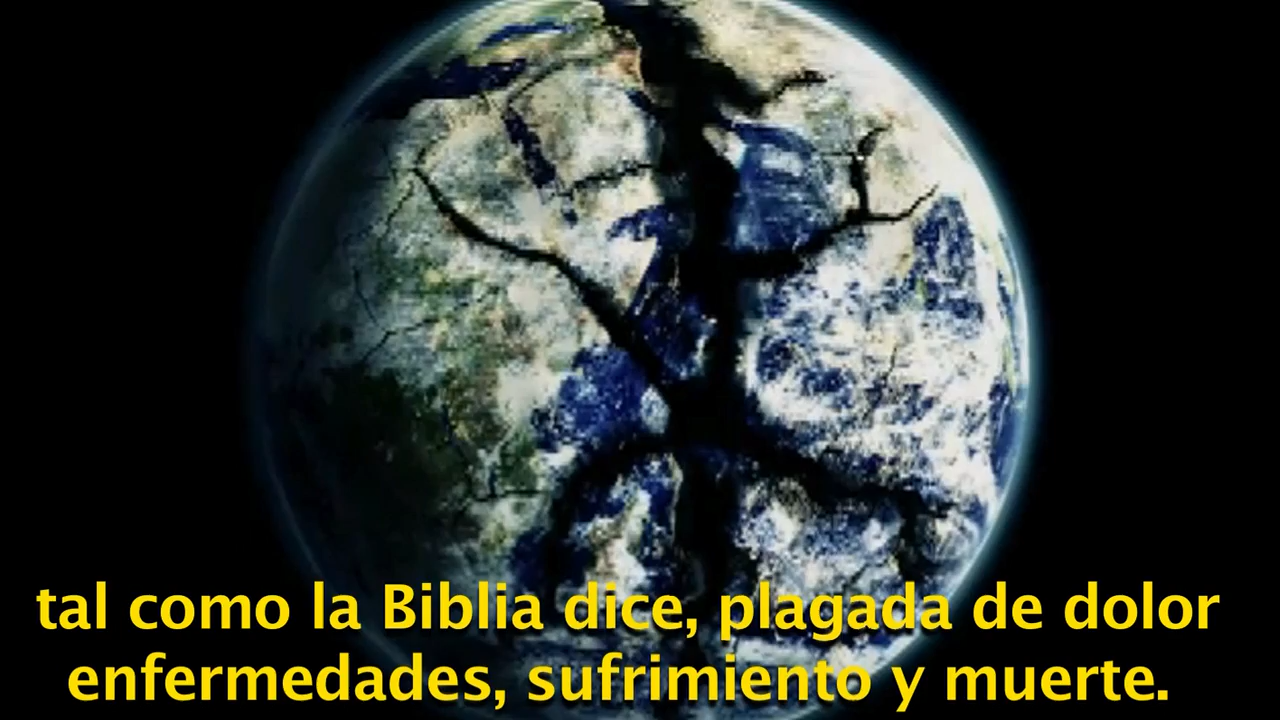 tal como la Biblia dice, plagada de dolor
enfermedades, sufrimiento y muerte.